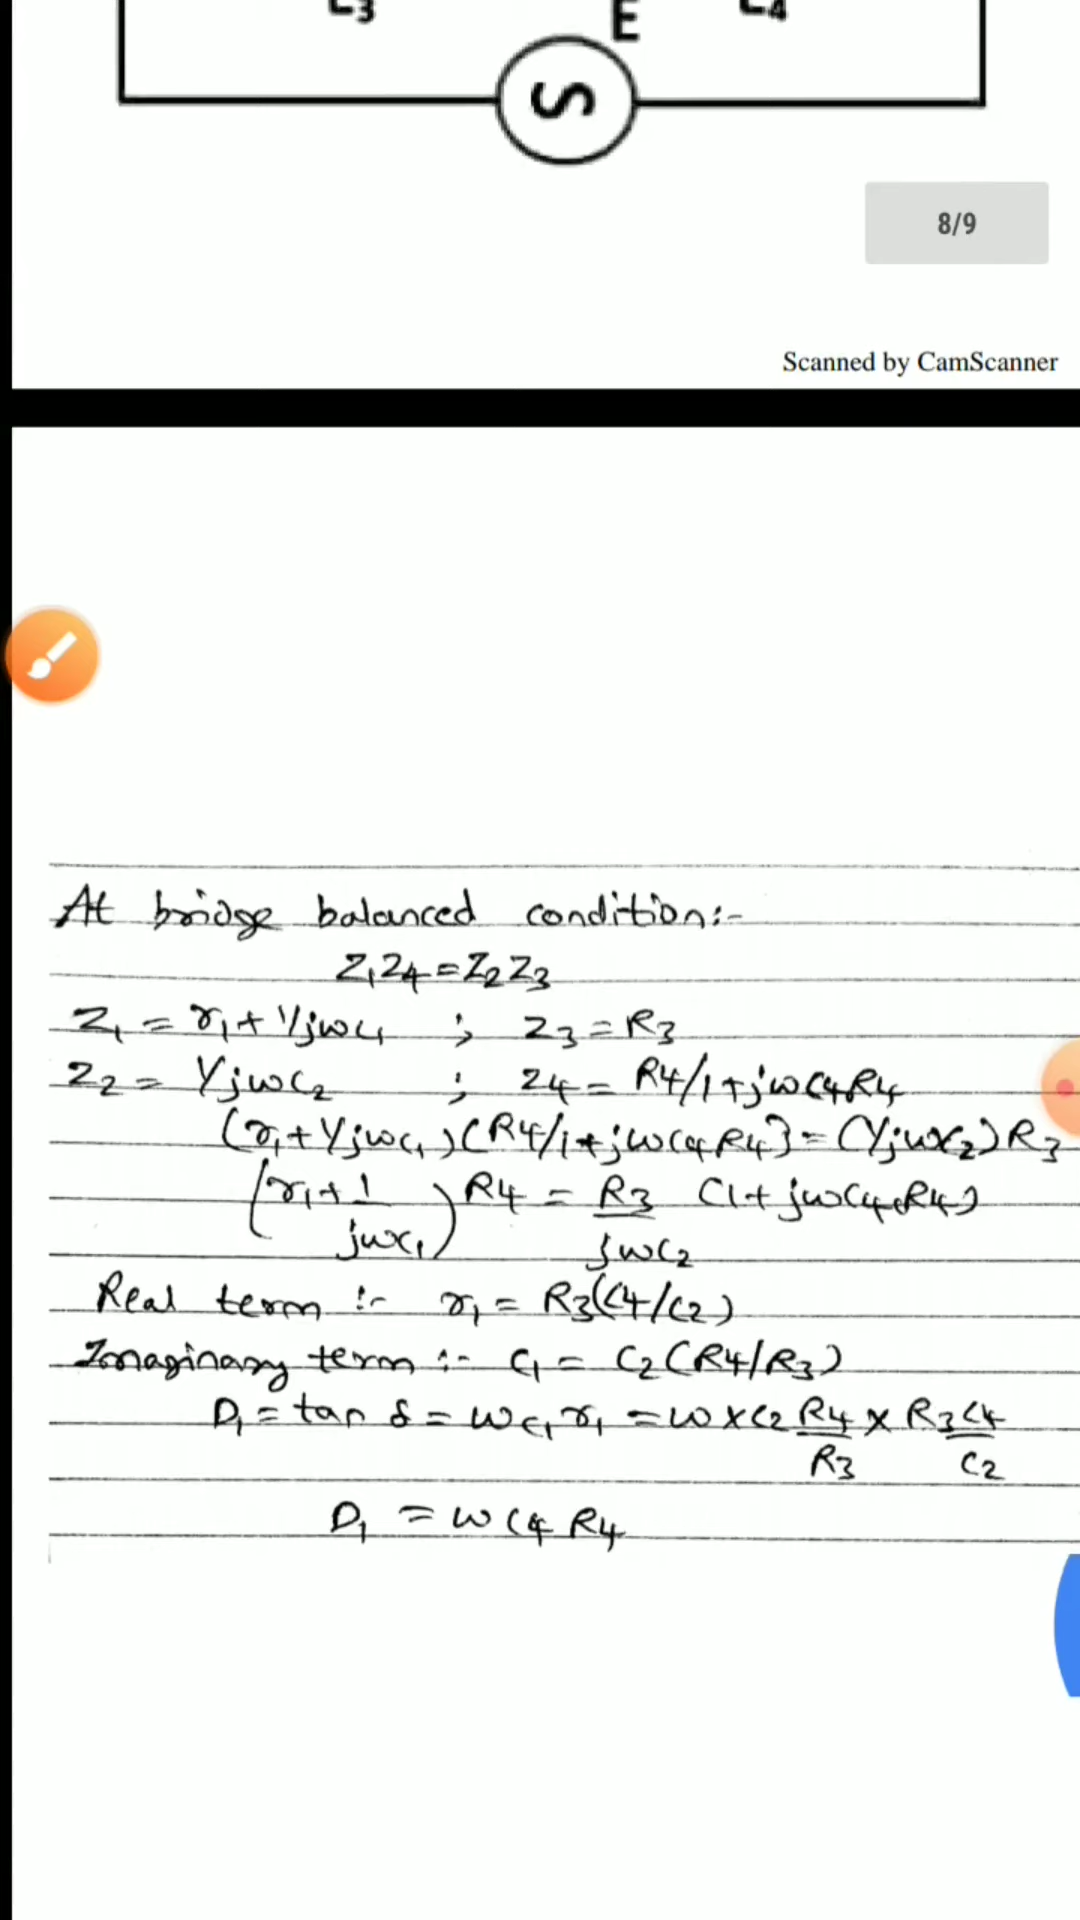 E
S
8/9
Scanned by CamScanner
At bridge balanced condition:-
Z1Z4 = Z2Z3
Z1 = r1 + 1/jωC1 ; Z3 = R3
Z2 = 1/jωC2 ; Z4 = R4/1+jωC4R4
(r1 + 1/jωC1)(R4/1+jωC4R4) = (1/jωC2)R3
(r1 + 1/jωC1) R4 = R3/jωC2 (1 + jωC4R4)
Real term :- r1 = R3(C4/C2)
Imaginary term :- C1 = C2(R4/R3)
D1 = tan δ = ωC1r1 = ω x C2 R4/R3 x R3C4/C2
D1 = ωC4 R4